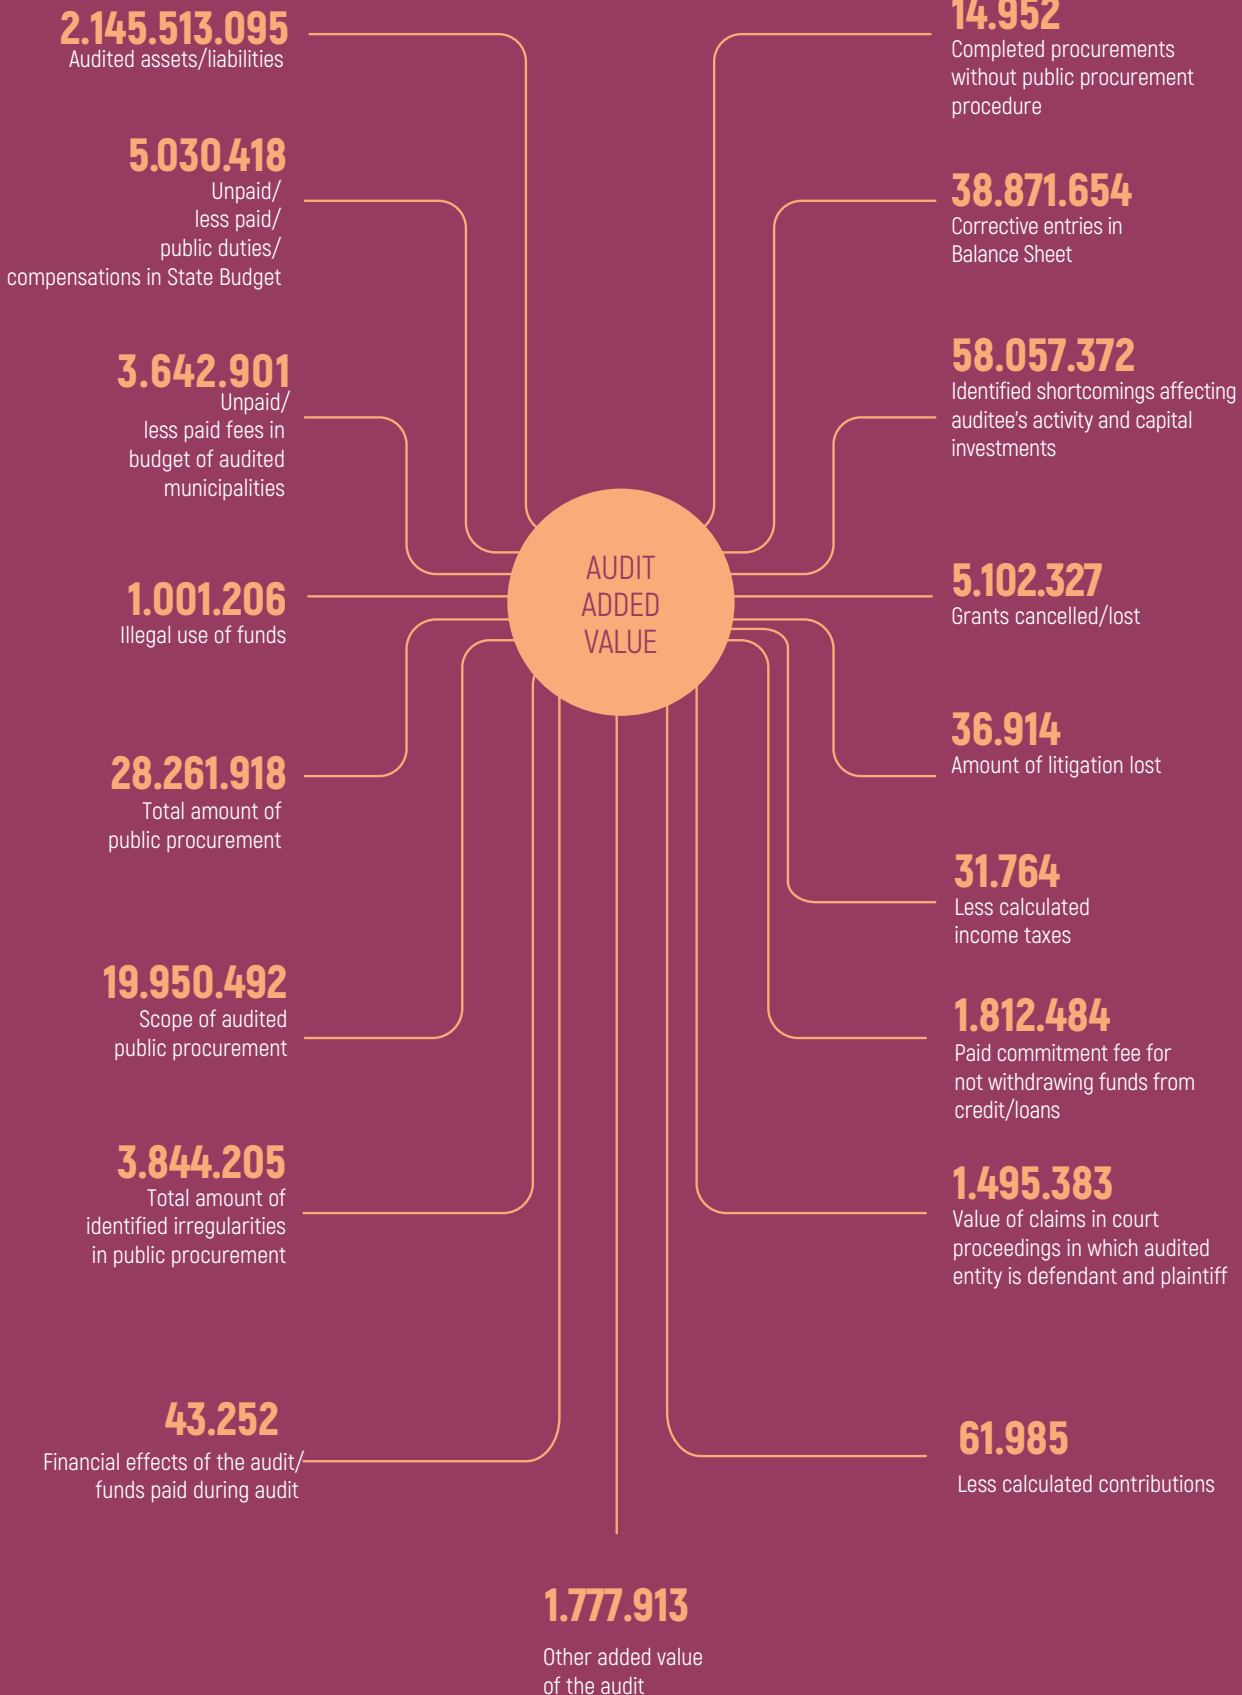 2.145.513.095
Audited assets/liabilities
5.030.418
Unpaid/
less paid/
public duties/
compensations in State Budget
3.642.901
Unpaid/
less paid fees in
budget of audited
municipalities
1.001.206
Illegal use of funds
28.261.918
Total amount of
public procurement
19.950.492
Scope of audited
public procurement
3.844.205
Total amount of
identified irregularities
in public procurement
43.252
Financial effects of the audit/
funds paid during audit
AUDIT
ADDED
VALUE
14.952
Completed procurements
without public procurement
procedure
38.871.654
Corrective entries in
Balance Sheet
58.057.372
Identified shortcomings affecting
auditee's activity and capital
investments
5.102.327
Grants cancelled/lost
36.914
Amount of litigation lost
31.764
Less calculated
income taxes
1.812.484
Paid commitment fee for
not withdrawing funds from
credit/loans
1.495.383
Value of claims in court
proceedings in which audited
entity is defendant and plaintiff
61.985
Less calculated contributions
1.777.913
Other added value
of the audit